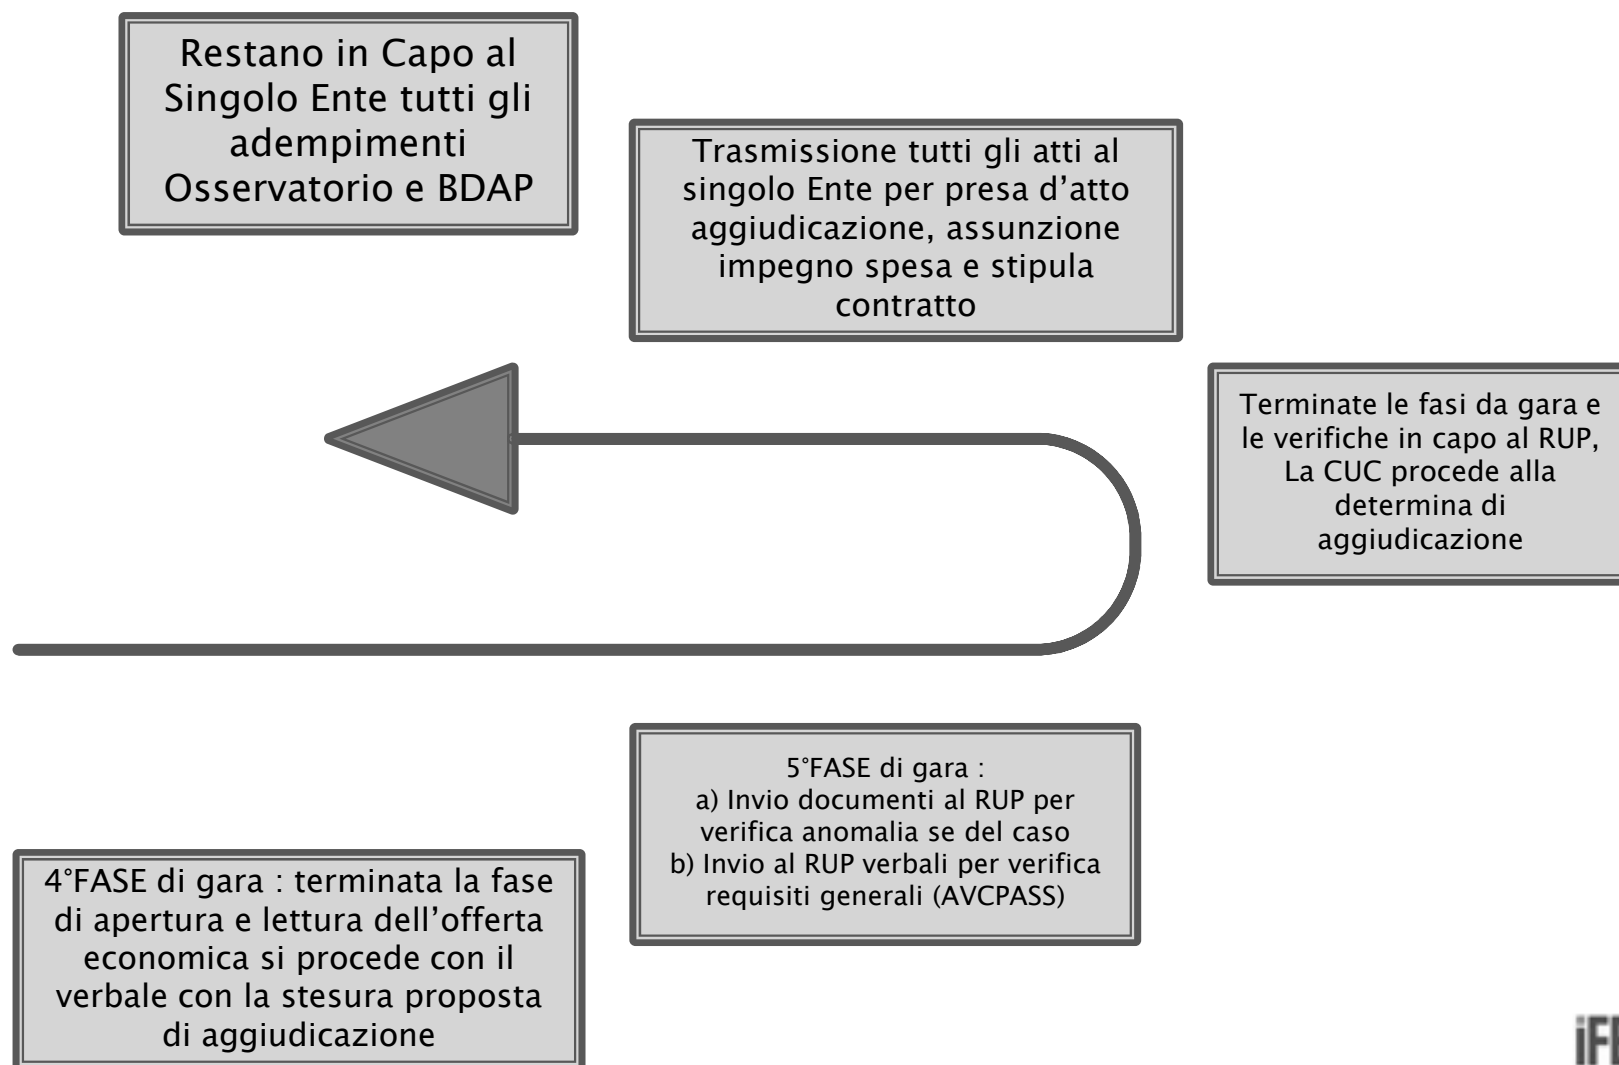 Restano in Capo al
Singolo Ente tutti gli
adempimenti
Osservatorio e BDAP
Trasmissione tutti gli atti al
singolo Ente per presa d’atto
aggiudicazione, assunzione
impegno spesa e stipula
contratto
Terminate le fasi da gara e
le verifiche in capo al RUP,
La CUC procede alla
determina di
aggiudicazione
5°FASE di gara :
a) Invio documenti al RUP per
verifica anomalia se del caso
b) Invio al RUP verbali per verifica
requisiti generali (AVCPASS)
4°FASE di gara : terminata la fase
di apertura e lettura dell’offerta
economica si procede con il
verbale con la stesura proposta
di aggiudicazione